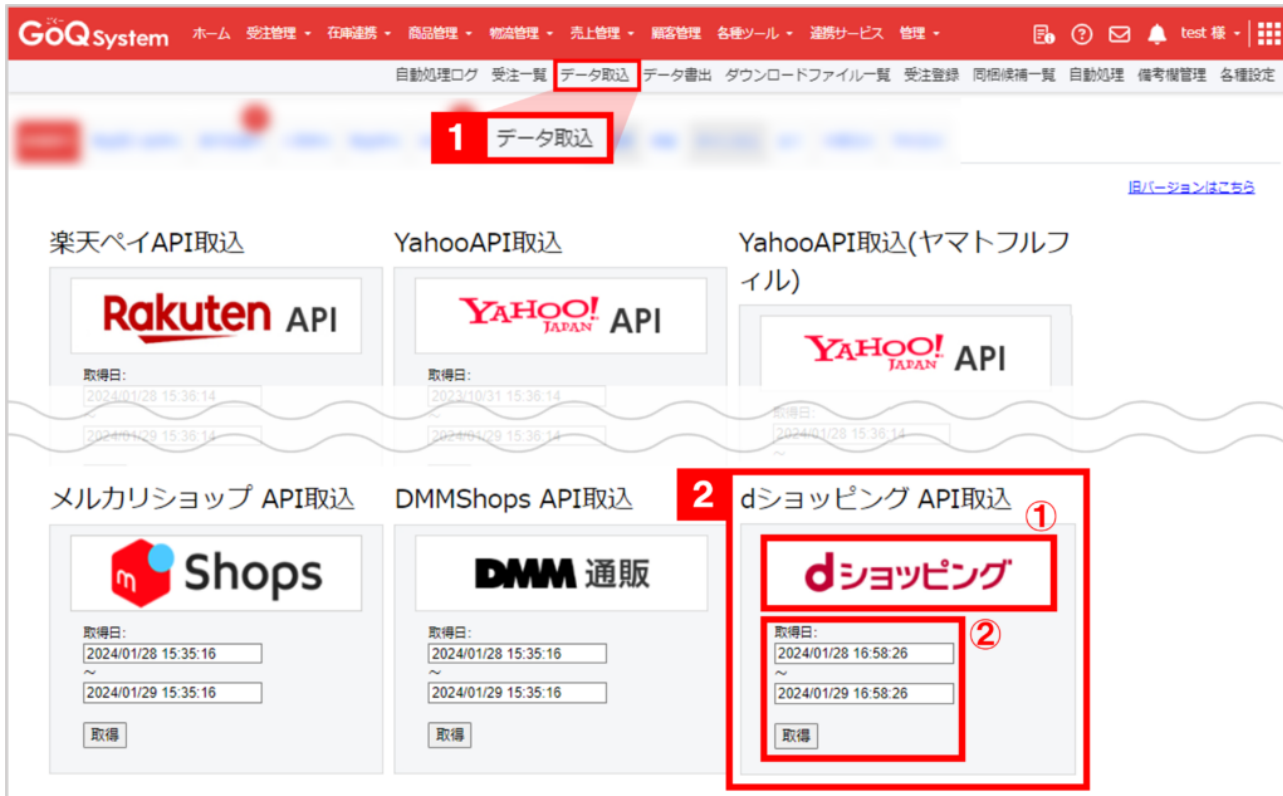 ごくー
GoQSystem ホーム 受注管理 在庫連携 商品管理 物流管理 売上管理 顧客管理 各種ツール 連携サービス 管理 test 様
自動処理ログ 受注一覧 データ取込 データ書出 ダウンロードファイル一覧 受注登録 同梱候補一覧 自動処理 備考欄管理 各種設定
1 データ取込
旧バージョンはこちら
楽天ペイAPI取込 YahooAPI取込 YahooAPI取込(ヤマトフルフィル)
Rakuten API YAHOO! JAPAN API YAHOO! JAPAN API
取得日: 取得日: 取得日:
2024/01/28 15:36:14 2023/10/31 15:36:14 2024/01/28 15:36:14
~ ~ ~
2024/01/29 15:36:14 2024/01/29 15:36:14
メルカリショップ API取込 DMMShops API取込 2 dショッピング API取込 ①
m Shops DMM 通販 dショッピング
取得日: 取得日: 取得日: ②
2024/01/28 15:35:16 2024/01/28 15:35:16 2024/01/28 16:58:26
~ ~ ~
2024/01/29 15:35:16 2024/01/29 15:35:16 2024/01/29 16:58:26
取得 取得 取得